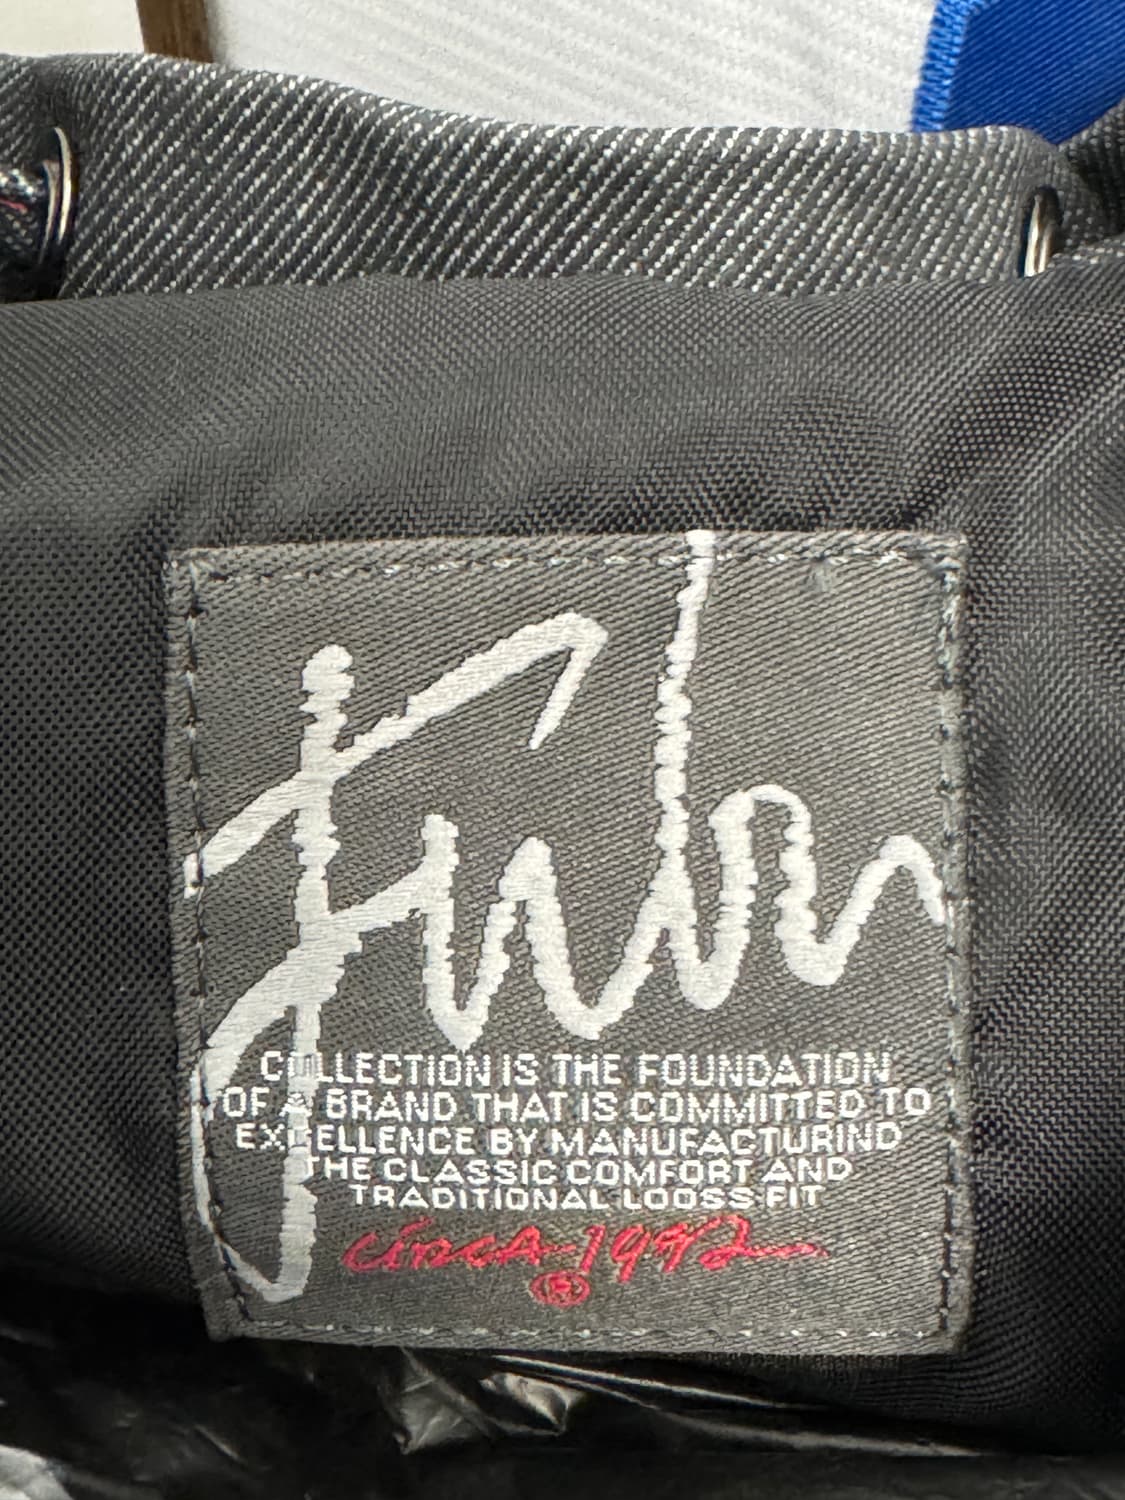 Fubu
COLLECTION IS THE FOUNDATION
OF A BRAND THAT IS COMMITTED TO
EXCELLENCE BY MANUFACTURIND
THE CLASSIC COMFORT AND
TRADITIONAL LOOSS FIT
CIRCA 1992
®